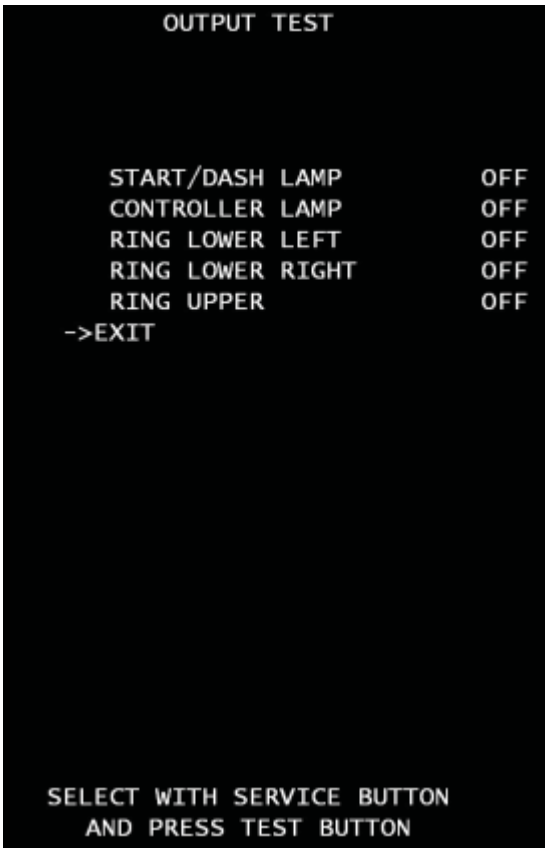 OUTPUT TEST
START/DASH LAMP OFF
CONTROLLER LAMP OFF
RING LOWER LEFT OFF
RING LOWER RIGHT OFF
RING UPPER OFF
->EXIT
SELECT WITH SERVICE BUTTON
AND PRESS TEST BUTTON